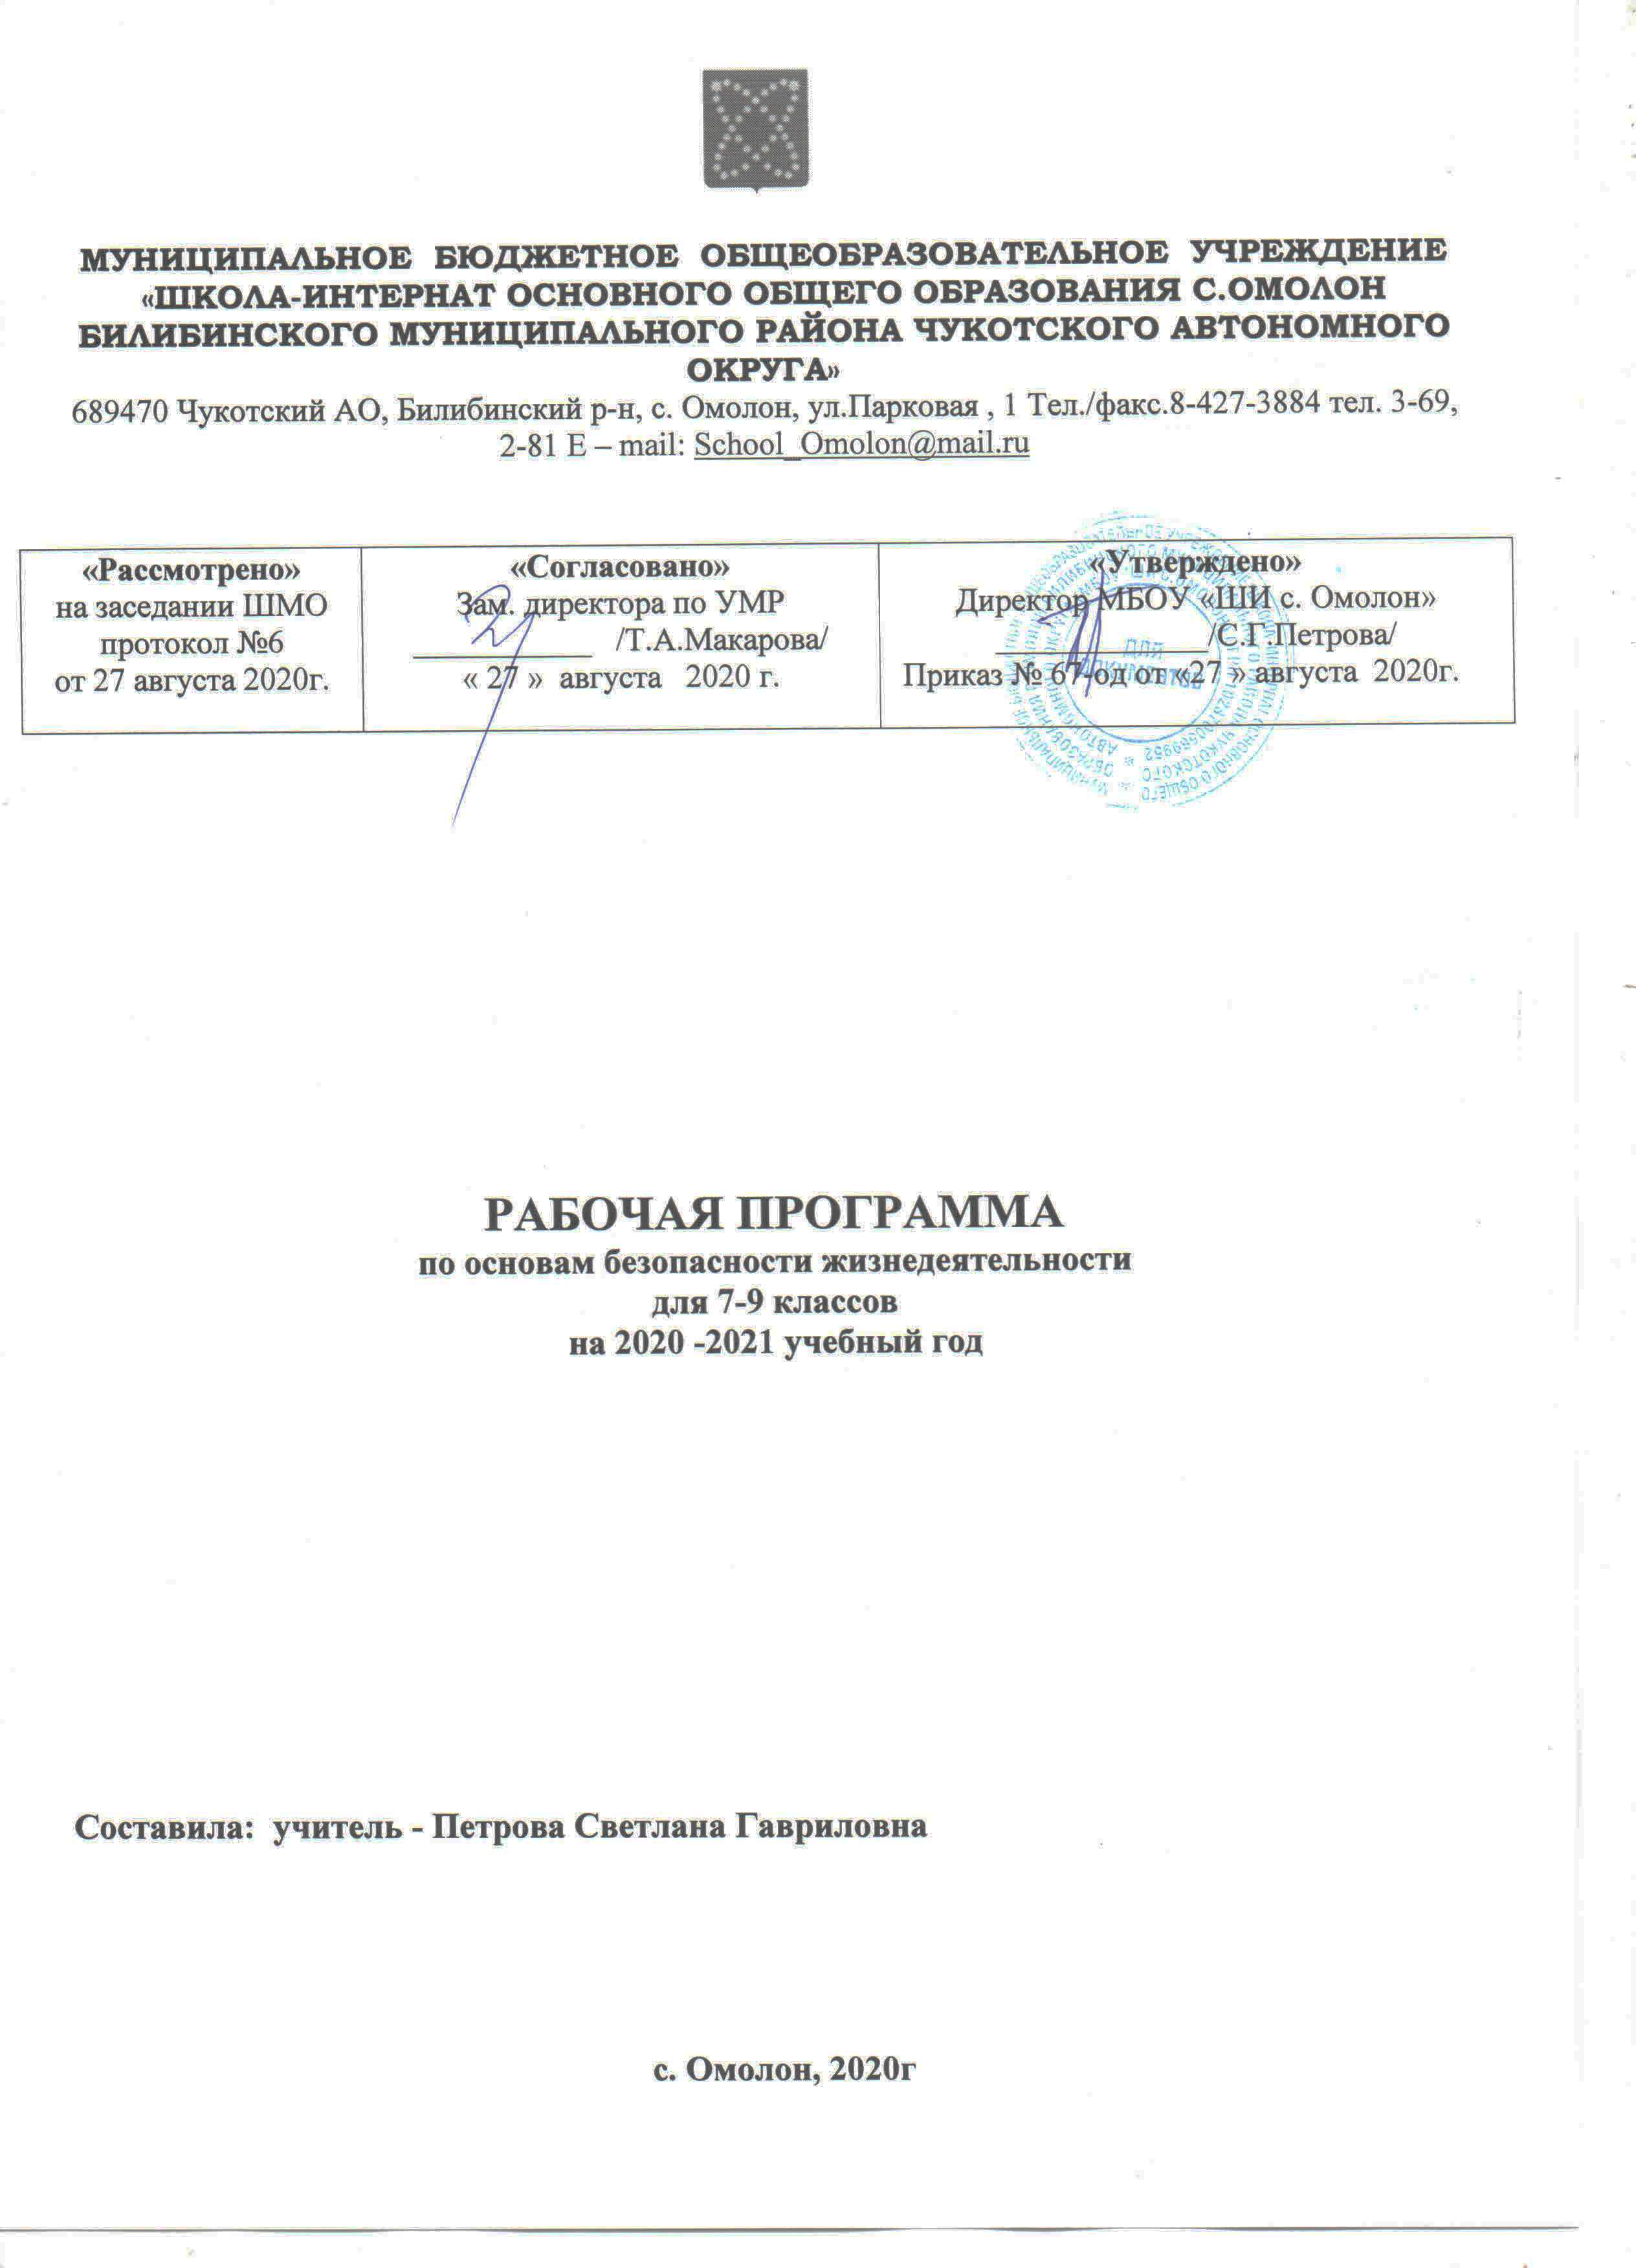 МУНИЦИПАЛЬНОЕ БЮДЖЕТНОЕ ОБЩЕОБРАЗОВАТЕЛЬНОЕ УЧРЕЖДЕНИЕ
«ШКОЛА-ИНТЕРНАТ ОСНОВНОГО ОБЩЕГО ОБРАЗОВАНИЯ С.ОМОЛОН
БИЛИБИНСКОГО МУНИЦИПАЛЬНОГО РАЙОНА ЧУКОТСКОГО АВТОНОМНОГО
ОКРУГА»
689470 Чукотский АО, Билибинский р-н, с. Омолон, ул.Парковая , 1 Тел./факс.8-427-3884 тел. 3-69,
2-81 E – mail: School_Omolon@mail.ru
«Рассмотрено»
на заседании ШМО
протокол №6
от 27 августа 2020г.
«Согласовано»
Зам. директора по УМР
/Т.А.Макарова/
« 27 » августа 2020 г.
«Утверждено»
Директор МБОУ «ШИ с. Омолон»
/С.Г.Петрова/
Приказ № 67-од от «27 » августа 2020г.
ДЛЯ
ДОКУМЕНТОВ
РАБОЧАЯ ПРОГРАММА
по основам безопасности жизнедеятельности
для 7-9 классов
на 2020 -2021 учебный год
Составила: учитель - Петрова Светлана Гавриловна
с. Омолон, 2020г